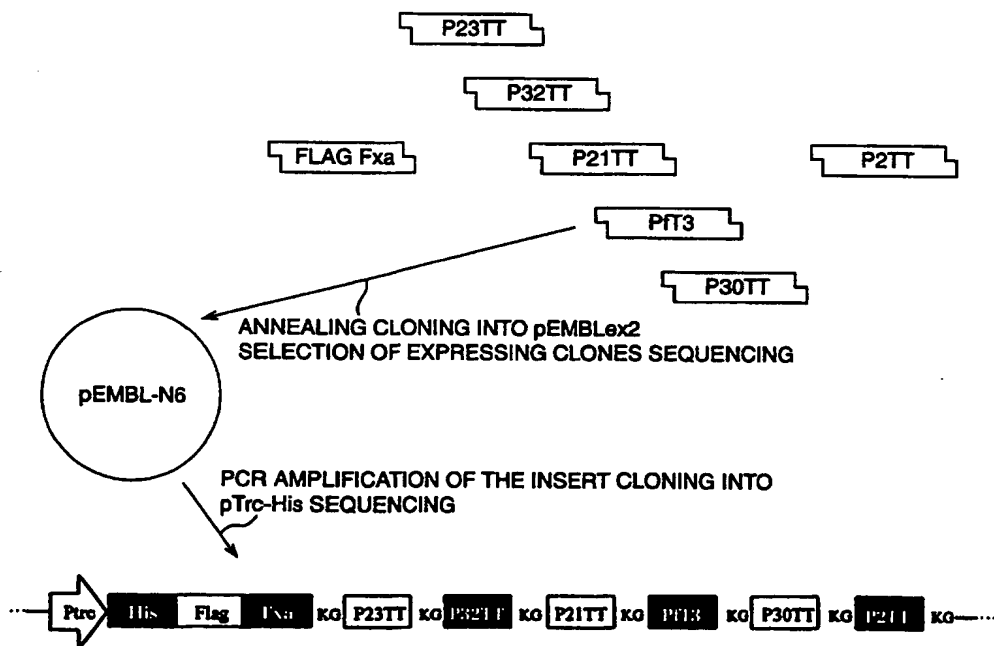 P23TT
P32TT
FLAG Fxa P21TT P2TT
PfT3
P30TT
ANNEALING CLONING INTO pEMBLex2
SELECTION OF EXPRESSING CLONES SEQUENCING
pEMBL-N6
PCR AMPLIFICATION OF THE INSERT CLONING INTO
pTrc-His SEQUENCING
Ptrc His Flag Fxa KG P23TT KG P32TT KG P21TT KG PfT3 KG P30TT KG P2TT KG